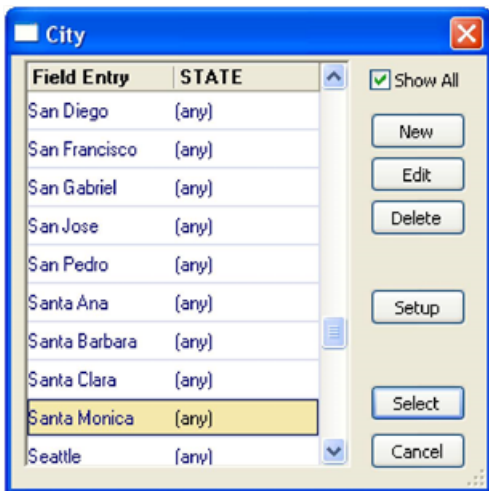 City
Field Entry STATE
Show All
San Diego (any)
San Francisco (any)
San Gabriel (any)
San Jose (any)
San Pedro (any)
Santa Ana (any)
Santa Barbara (any)
Santa Clara (any)
Santa Monica (any)
Seattle (any)
New
Edit
Delete
Setup
Select
Cancel